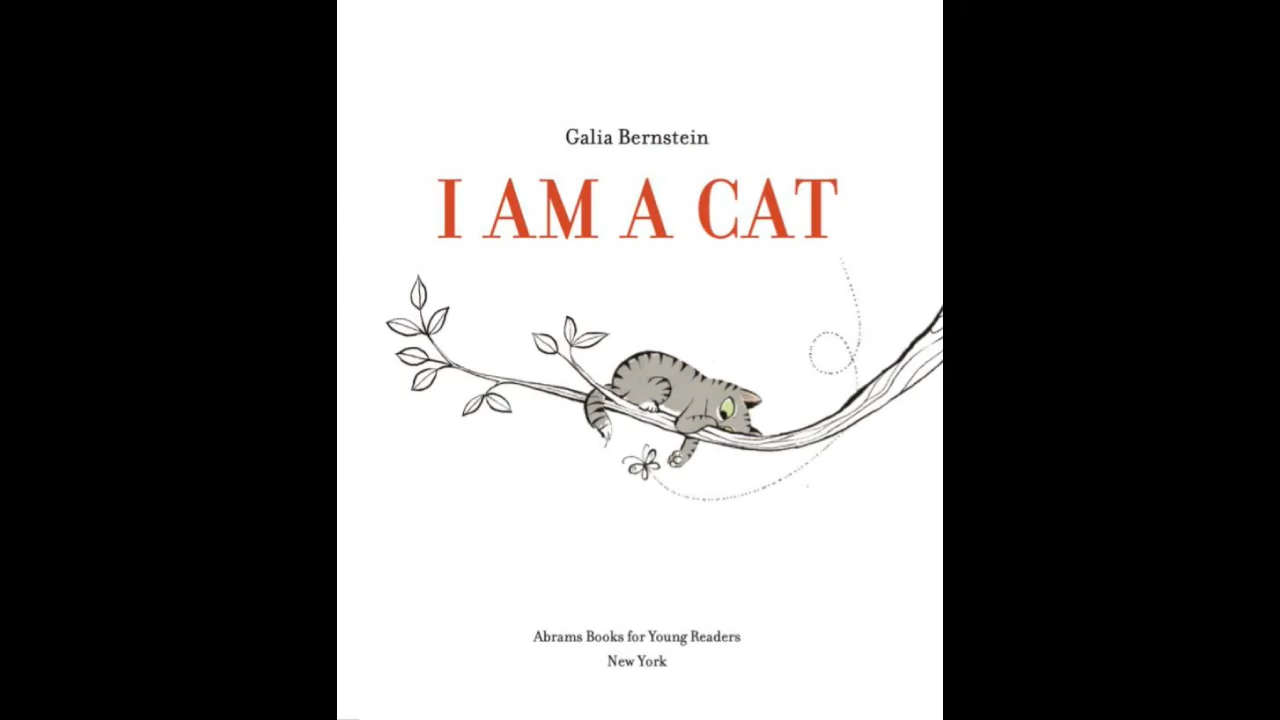 Galia Bernstein
I AM A CAT
Abrams Books for Young Readers
New York